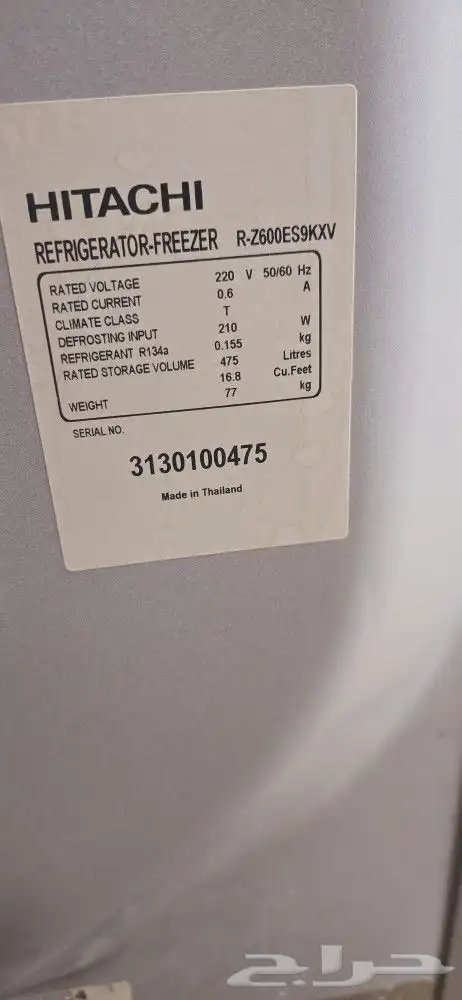 HITACHI
REFRIGERATOR-FREEZER R-Z600ES9KXV
RATED VOLTAGE 220 V 50/60 Hz
RATED CURRENT 0.6 A
CLIMATE CLASS T
DEFROSTING INPUT 210 W
REFRIGERANT R134a 0.155 kg
RATED STORAGE VOLUME 475 Litres
16.8 Cu.Feet
WEIGHT 77 kg
SERIAL NO.
3130100475
Made in Thailand
حراج